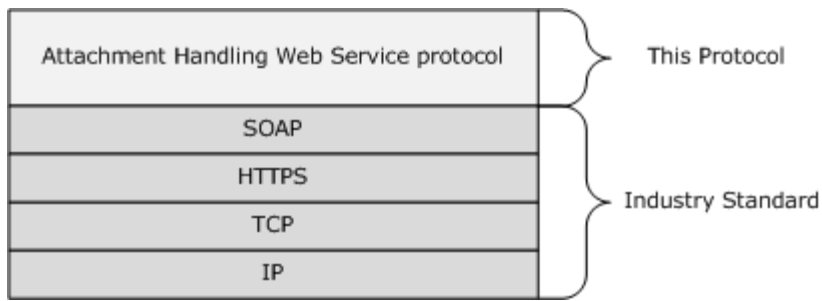 Attachment Handling Web Service protocol
This Protocol
SOAP
HTTPS
TCP
IP
Industry Standard